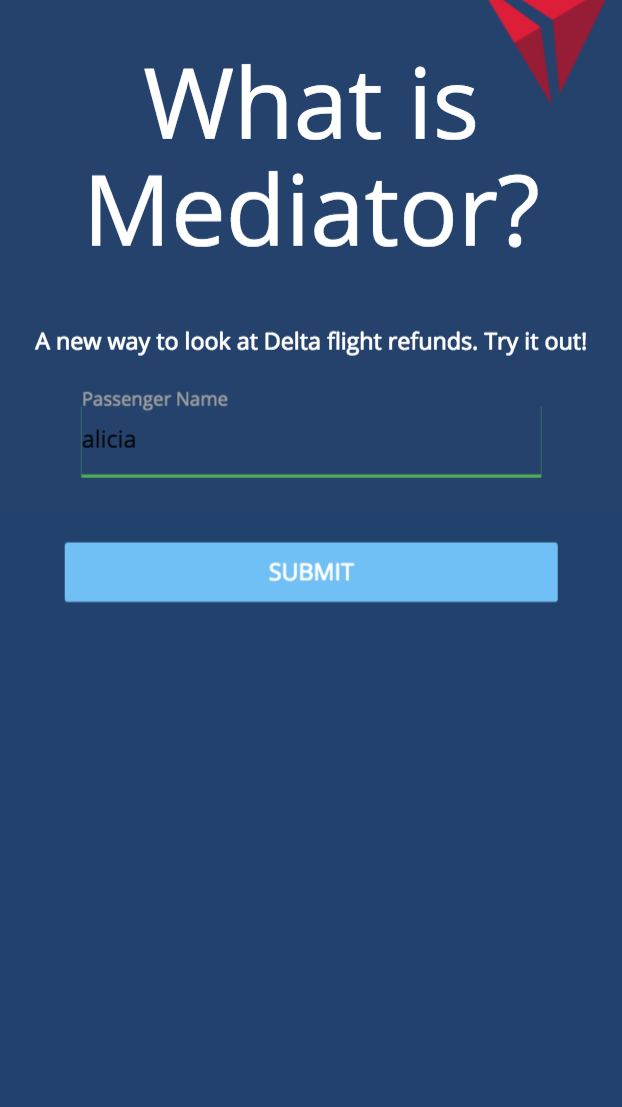 What is
Mediator?
A new way to look at Delta flight refunds. Try it out!
Passenger Name
alicia
SUBMIT